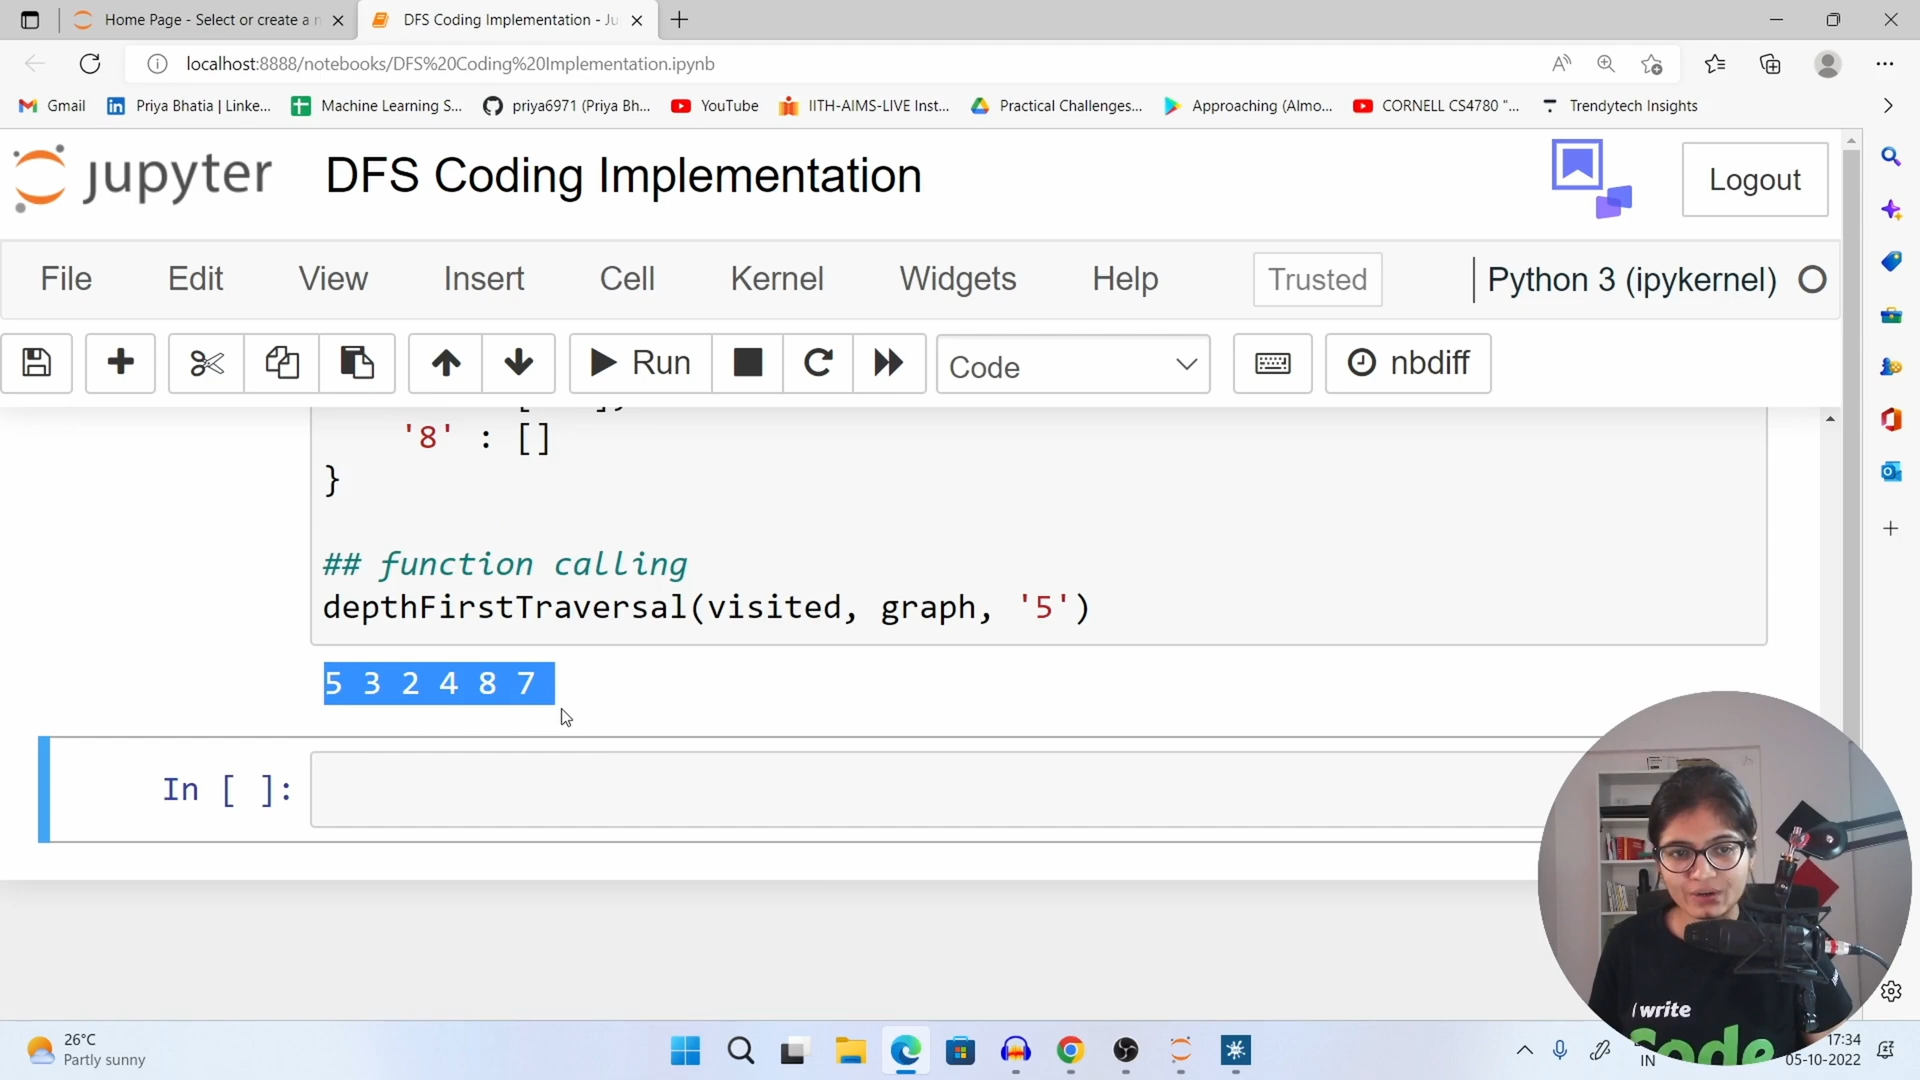 Home Page - Select or create a n
DFS Coding Implementation - Ju
localhost:8888/notebooks/DFS%20Coding%20Implementation.ipynb
Gmail
Priya Bhatia | Linke...
Machine Learning S...
priya6971 (Priya Bh...
YouTube
IITH-AIMS-LIVE Inst...
Practical Challenges...
Approaching (Almo...
CORNELL CS4780 "...
Trendytech Insights
jupyter DFS Coding Implementation
Logout
File Edit View Insert Cell Kernel Widgets Help
Trusted
Python 3 (ipykernel)
Run
Code
nbdiff
'8' : []
}
## function calling
depthFirstTraversal(visited, graph, '5')
5 3 2 4 8 7
In [ ]:
write
Code
26°C
Partly sunny
IN
17:34
05-10-2022